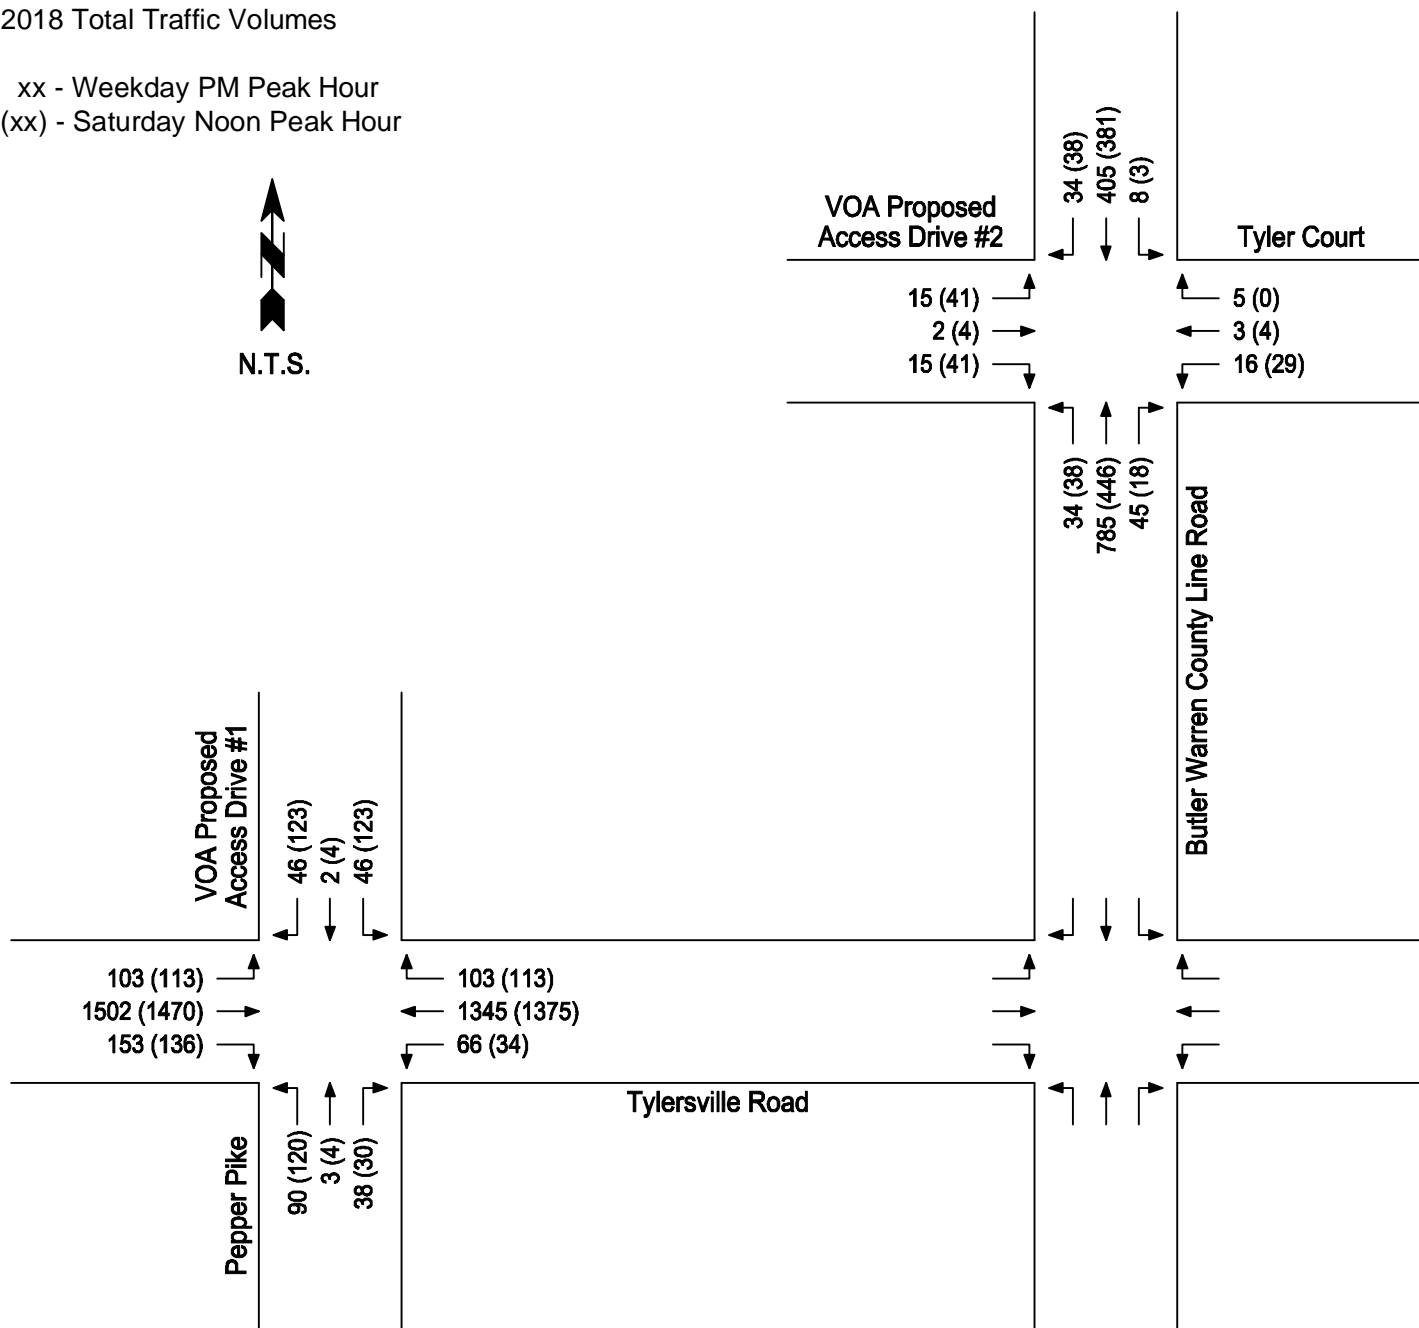 2018 Total Traffic Volumes
xx - Weekday PM Peak Hour
(xx) - Saturday Noon Peak Hour
N
N.T.S.
34 (38)
405 (381)
8 (3)
VOA Proposed
Access Drive #2
Tyler Court
15 (41)
2 (4)
15 (41)
5 (0)
3 (4)
16 (29)
34 (38)
785 (446)
45 (18)
Butler Warren County Line Road
VOA Proposed
Access Drive #1
46 (123)
2 (4)
46 (123)
103 (113)
1502 (1470)
153 (136)
103 (113)
1345 (1375)
66 (34)
Tylersville Road
Pepper Pike
90 (120)
3 (4)
38 (30)